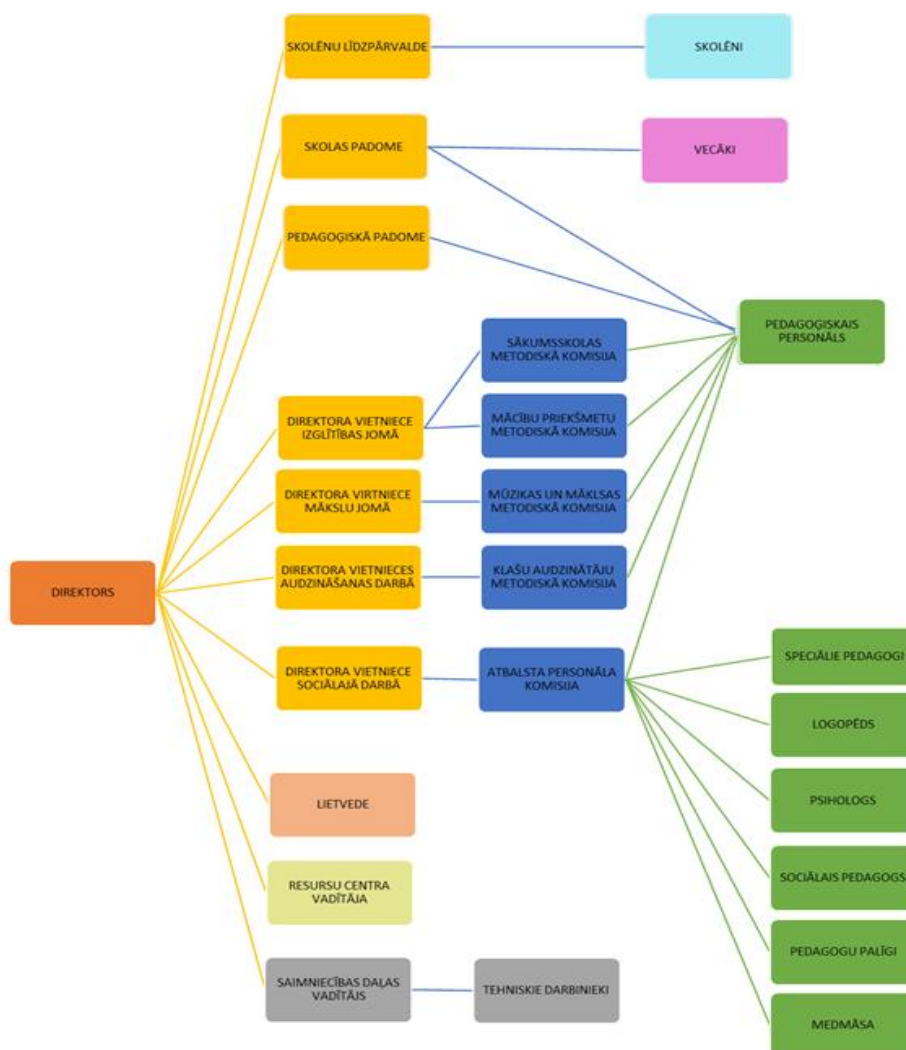 SKOLĒNU LĪDZPĀRVALDE
SKOLĒNI
SKOLAS PADOME
VECĀKI
PEDAGOĢISKĀ PADOME
PEDAGOĢISKAIS
PERSONĀLS
SĀKUMSSKOLAS
METODISKĀ KOMISIJA
DIREKTORA VIETNIECE
IZGLĪTĪBAS JOMĀ
MĀCĪBU PRIEKŠMETU
METODISKĀ KOMISIJA
DIREKTORA VIRTNIECE
MĀKSLU JOMĀ
MŪZIKAS UN MĀKLSAS
METODISKĀ KOMISIJA
DIREKTORA VIETNIECES
AUDZINĀŠANAS DARBĀ
KLAŠU AUDZINĀTĀJU
METODISKĀ KOMISIJA
DIREKTORS
DIREKTORA VIETNIECE
SOCIĀLAJĀ DARBĀ
ATBALSTA PERSONĀLA
KOMISIJA
SPECIĀLIE PEDAGOGI
LOGOPĒDS
PSIHOLOGS
LIETVEDE
SOCIĀLAIS PEDAGOGS
RESURSU CENTRA
VADĪTĀJA
PEDAGOGU PALĪGI
SAIMNIECĪBAS DAĻAS
VADĪTĀJS
TEHNISKIE DARBINIEKI
MEDMĀSA